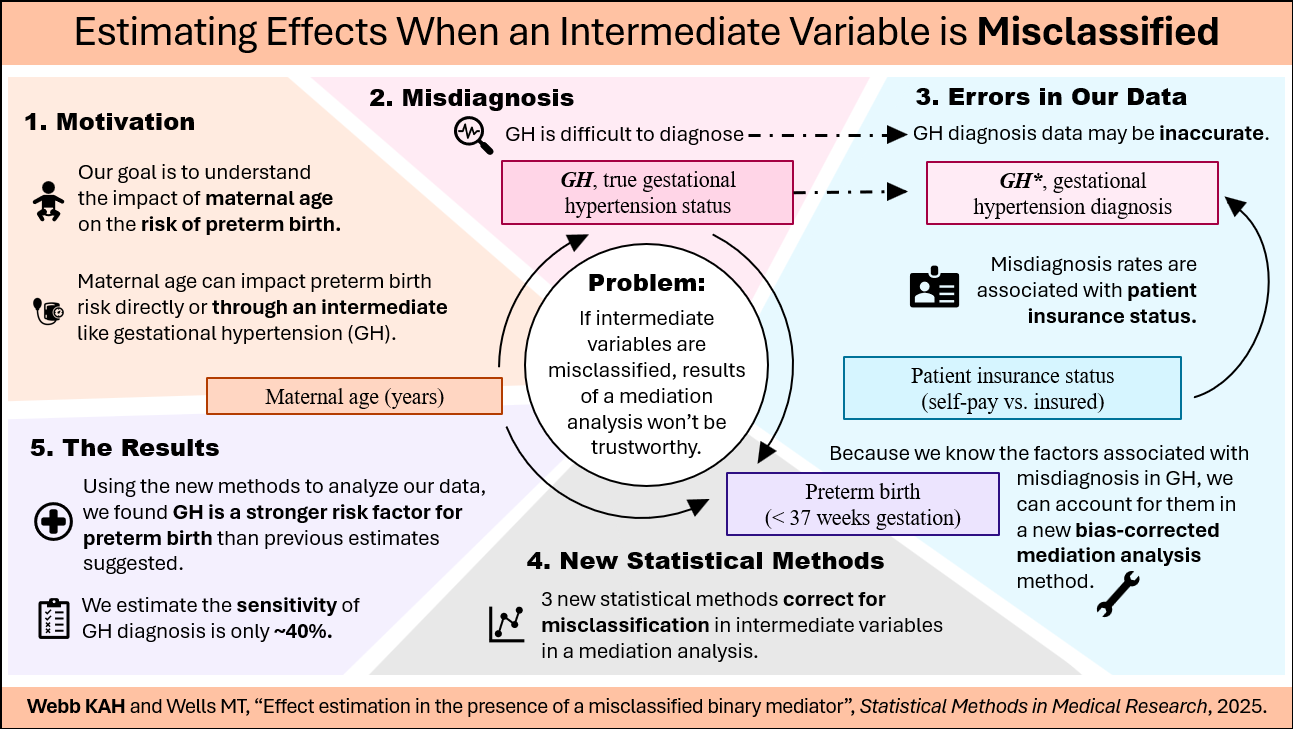 Estimating Effects When an Intermediate Variable is Misclassified
1. Motivation
Our goal is to understand
the impact of maternal age
on the risk of preterm birth.
Maternal age can impact preterm birth
risk directly or through an intermediate
like gestational hypertension (GH).
Maternal age (years)
2. Misdiagnosis
GH is difficult to diagnose
GH, true gestational
hypertension status
Problem:
If intermediate
variables are
misclassified, results
of a mediation
analysis won’t be
trustworthy.
3. Errors in Our Data
GH diagnosis data may be inaccurate.
GH*, gestational
hypertension diagnosis
Misdiagnosis rates are
associated with patient
insurance status.
Patient insurance status
(self-pay vs. insured)
Because we know the factors associated with
misdiagnosis in GH, we
can account for them in
a new bias-corrected
mediation analysis
method.
Preterm birth
(< 37 weeks gestation)
4. New Statistical Methods
3 new statistical methods correct for
misclassification in intermediate variables
in a mediation analysis.
5. The Results
Using the new methods to analyze our data,
we found GH is a stronger risk factor for
preterm birth than previous estimates
suggested.
We estimate the sensitivity of
GH diagnosis is only ~40%.
Webb KAH and Wells MT, “Effect estimation in the presence of a misclassified binary mediator”, Statistical Methods in Medical Research, 2025.